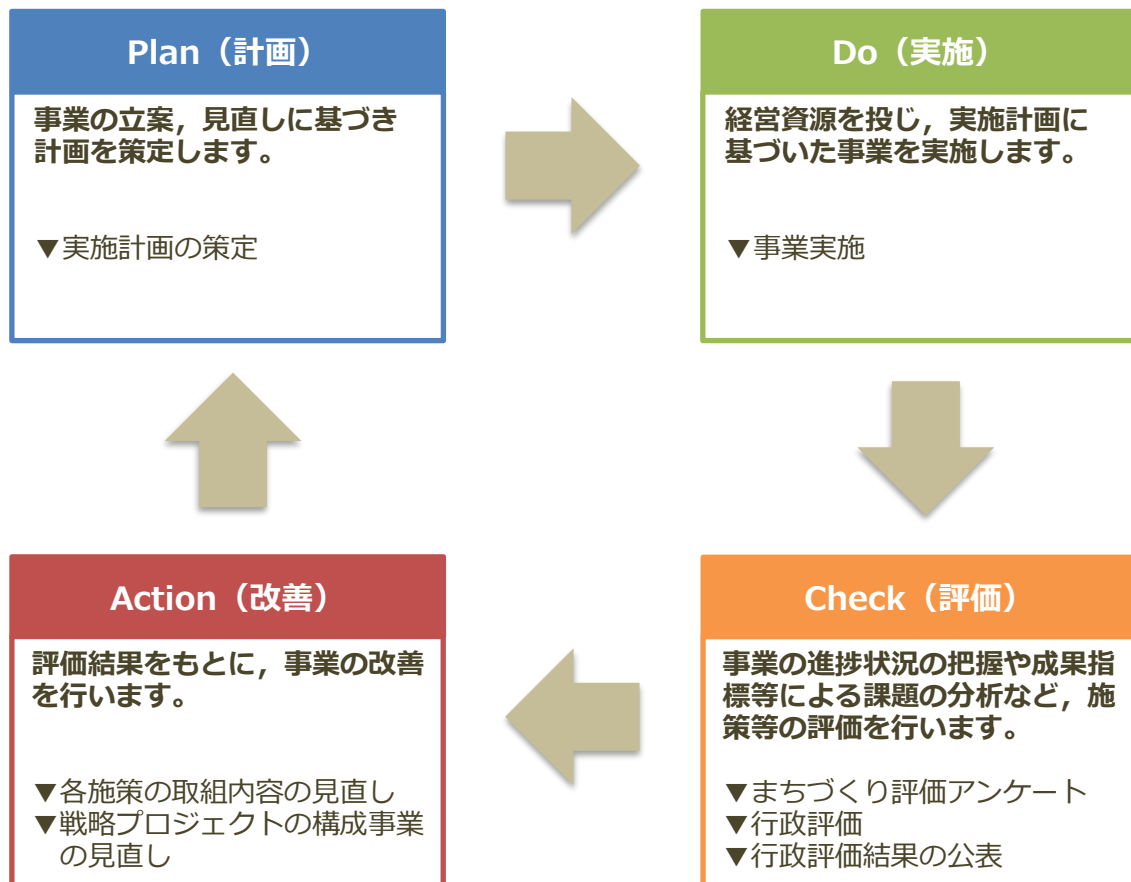 Plan（計画）
事業の立案，見直しに基づき
計画を策定します。
▼実施計画の策定
Do（実施）
経営資源を投じ，実施計画に
基づいた事業を実施します。
▼事業実施
Action（改善）
評価結果をもとに，事業の改善
を行います。
▼各施策の取組内容の見直し
▼戦略プロジェクトの構成事業
の見直し
Check（評価）
事業の進捗状況の把握や成果指
標等による課題の分析など，施
策等の評価を行います。
▼まちづくり評価アンケート
▼行政評価
▼行政評価結果の公表